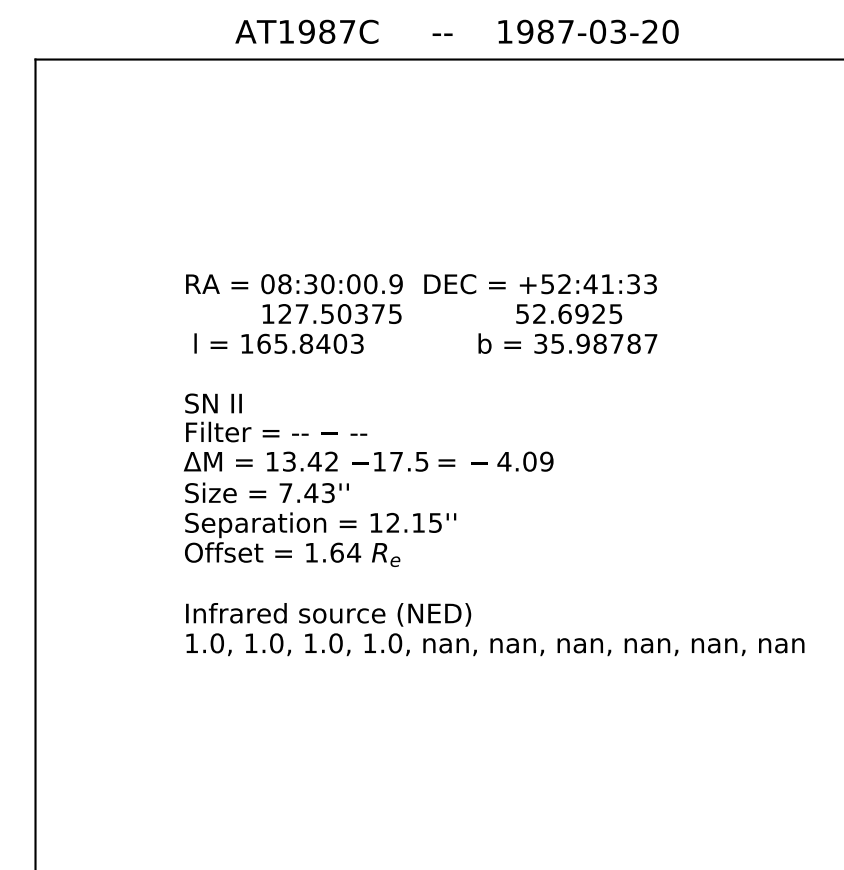 AT1987C -- 1987-03-20
RA = 08:30:00.9 DEC = +52:41:33
127.50375 52.6925
l = 165.8403 b = 35.98787
SN II
Filter = -- − --
ΔM = 13.42 −17.5 = − 4.09
Size = 7.43''
Separation = 12.15''
Offset = 1.64 Re
Infrared source (NED)
1.0, 1.0, 1.0, 1.0, nan, nan, nan, nan, nan, nan